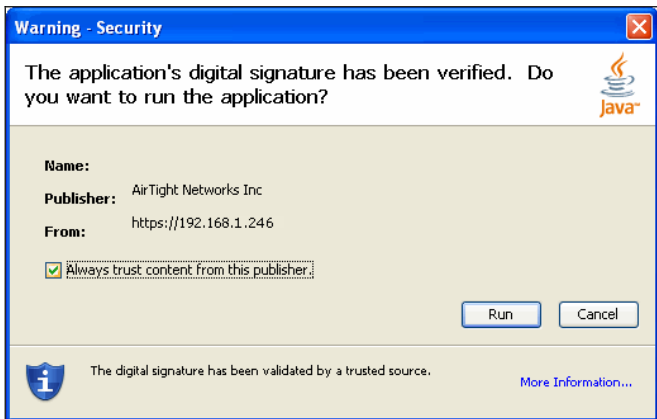 Warning - Security
The application's digital signature has been verified. Do
you want to run the application?
Java™
Name:
Publisher: AirTight Networks Inc
From: https://192.168.1.246
Always trust content from this publisher.
Run Cancel
The digital signature has been validated by a trusted source.
More Information...